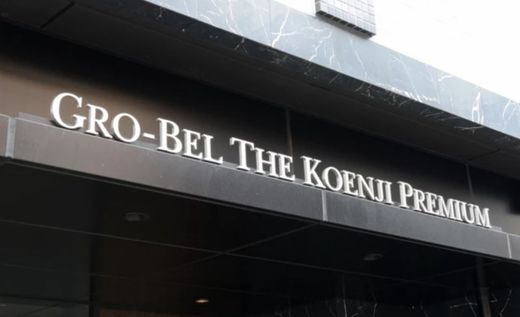 GRO-BEL THE KOENJI PREMIUM